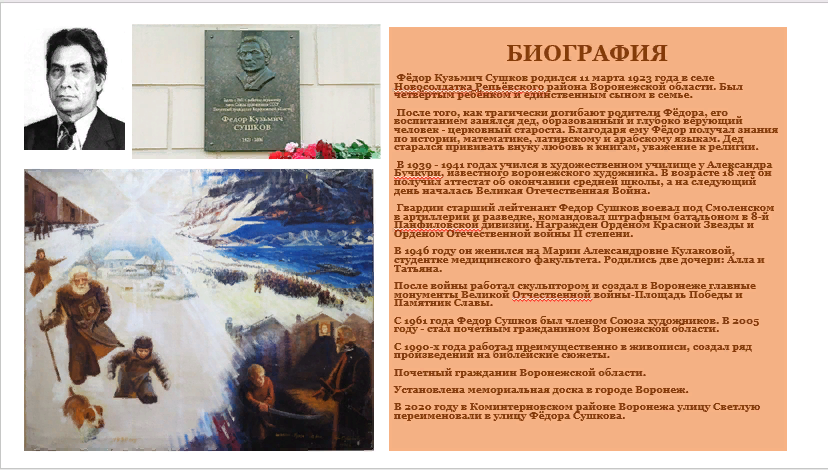 Федор Кузьмич
СУШКОВ
БИОГРАФИЯ
Фёдор Кузьмич Сушков родился 11 марта 1923 года в селе
Новосолдатка Репьёвского района Воронежской области. Был
четвёртым ребёнком и единственным сыном в семье.
После того, как трагически погибают родители Фёдора, его
воспитанием занялся дед, образованный и глубоко верующий
человек - церковный староста. Благодаря ему Фёдор получал знания
по истории, математике, латинскому и арабскому языкам. Дед
старался прививать внуку любовь к книгам, уважение к религии.
В 1939 - 1941 годах учился в художественном училище у Александра
Бучкури, известного воронежского художника. В возрасте 18 лет он
получил аттестат об окончании средней школы, а на следующий
день началась Великая Отечественная Война.
Гвардии старший лейтенант Федор Сушков воевал под Смоленском
в артиллерии и разведке, командовал штрафным батальоном в 8-й
Панфиловской дивизии. Награжден Орденом Красной Звезды и
Орденом Отечественной войны II степени.
В 1946 году он женился на Марии Александровне Кулаковой,
студентке медицинского факультета. Родились две дочери: Алла и
Татьяна.
После войны работал скульптором и создал в Воронеже главные
монументы Великой Отчественной войны-Площадь Победы и
Памятник Славы.
С 1961 года Федор Сушков был членом Союза художников. В 2005
году - стал почетным гражданином Воронежской области.
С 1990-х года работал преимущественно в живописи, создал ряд
произведений на библейские сюжеты.
Почетный гражданин Воронежской области.
Установлена мемориальная доска в городе Воронеж.
В 2020 году в Коминтерновском районе Воронежа улицу Светлую
переименовали в улицу Фёдора Сушкова.